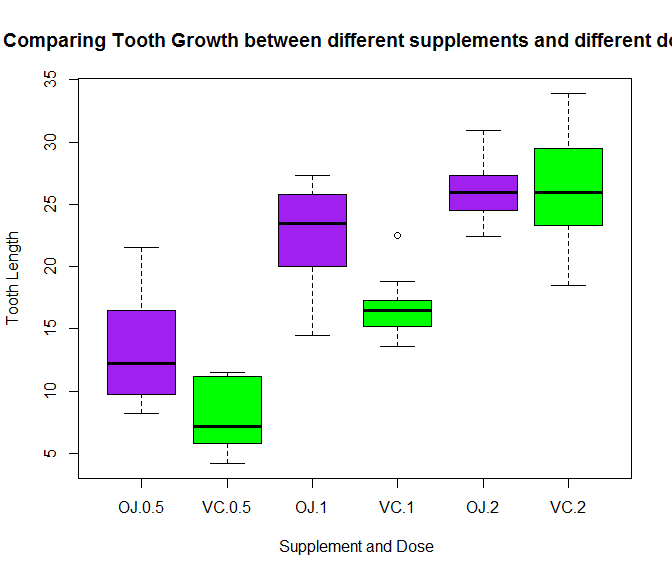 Comparing Tooth Growth between different supplements and different
35
30
25
20
15
10
5
Tooth Length
OJ.0.5 VC.0.5 OJ.1 VC.1 OJ.2 VC.2
Supplement and Dose